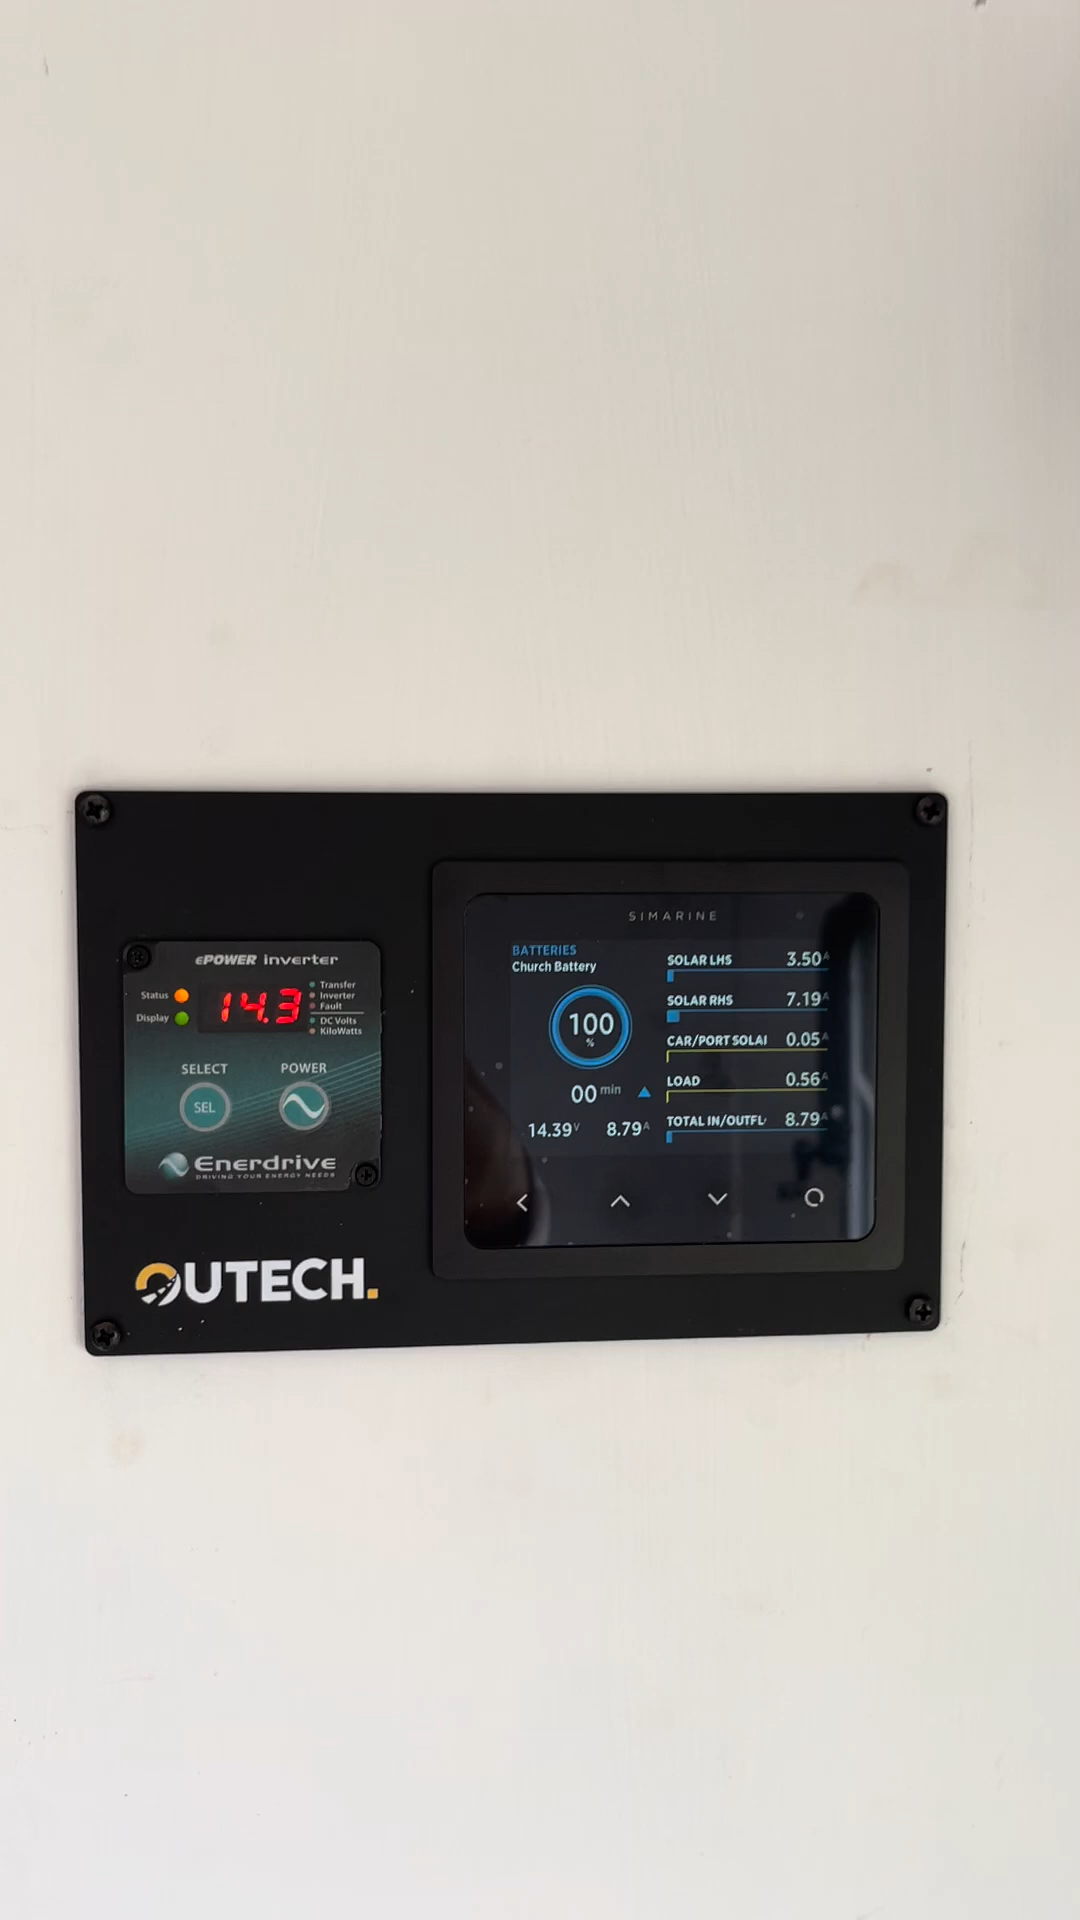 ePOWER inverter
Status
Display
14.3
Transfer
Inverter
Fault
DC Volts
KiloWatts
SELECT
POWER
SEL
Enerdrive
DRIVING YOUR ENERGY NEEDS
OUTECH.
SIMARINE
BATTERIES
Church Battery
100
%
00 min
14.39 V 8.79 A
SOLAR LHS 3.50 A
SOLAR RHS 7.19 A
CAR/PORT SOLAI 0.05 A
LOAD 0.56 A
TOTAL IN/OUTFL 8.79 A